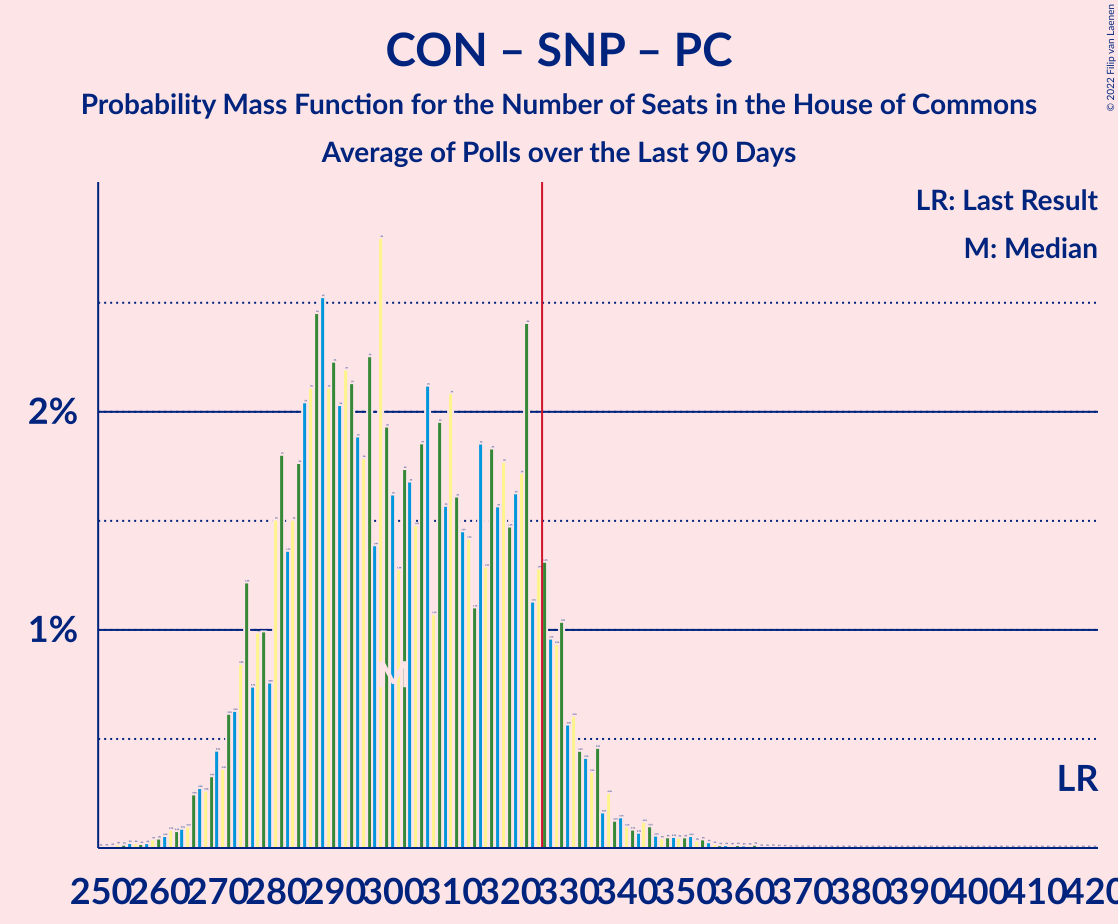 CON – SNP – PC
Probability Mass Function for the Number of Seats in the House of Commons
Average of Polls over the Last 90 Days
© 2022 Filip van Laenen
LR: Last Result
M: Median
2%
1%
M
LR
250 260 270 280 290 300 310 320 330 340 350 360 370 380 390 400 410 420